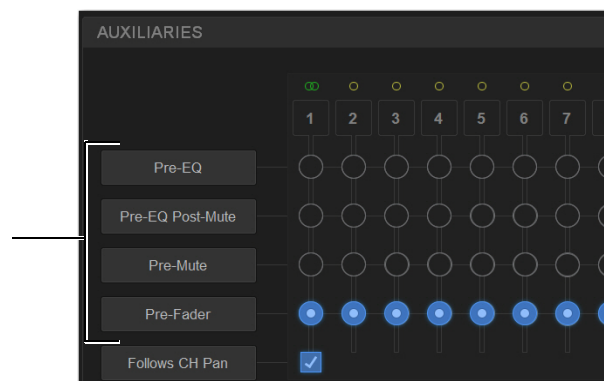 AUXILIARIES
1 2 3 4 5 6 7
Pre-EQ
Pre-EQ Post-Mute
Pre-Mute
Pre-Fader
Follows CH Pan